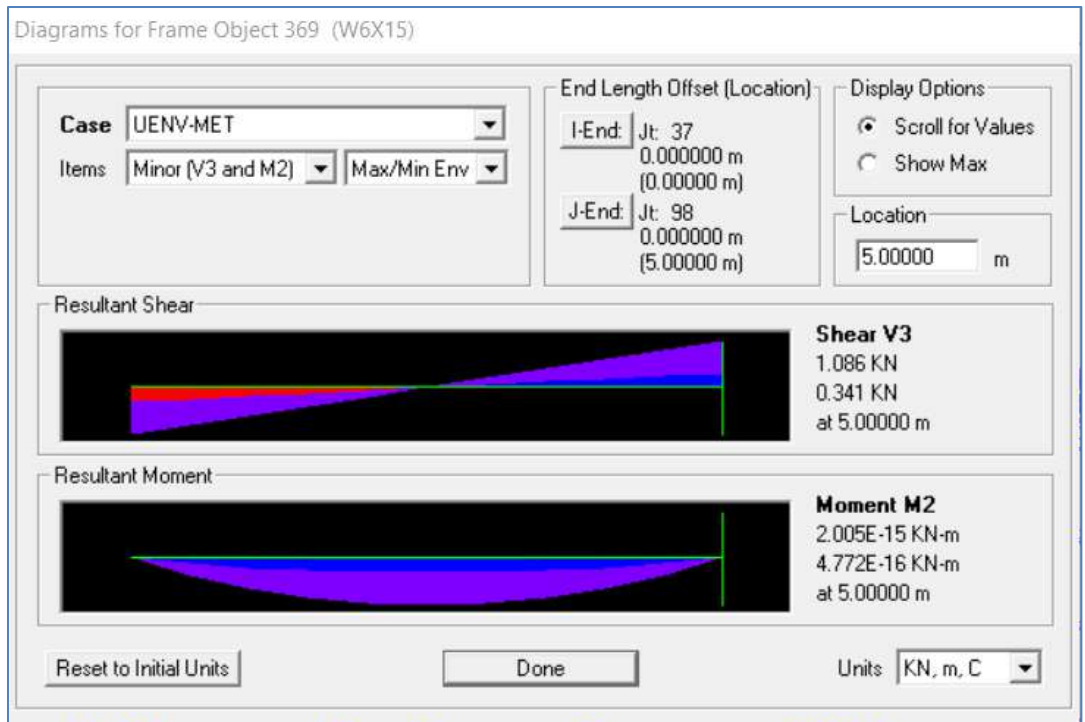 Diagrams for Frame Object 369 (W6X15)
Case UENV-MET
Items Minor (V3 and M2) Max/Min Env
End Length Offset (Location)
I-End: Jt: 37
0.000000 m
(0.00000 m)
J-End: Jt: 98
0.000000 m
(5.00000 m)
Display Options
Scroll for Values
Show Max
Location
5.00000 m
Resultant Shear
Shear V3
1.086 KN
0.341 KN
at 5.00000 m
Resultant Moment
Moment M2
2.005E-15 KN-m
4.772E-16 KN-m
at 5.00000 m
Reset to Initial Units Done Units KN, m, C